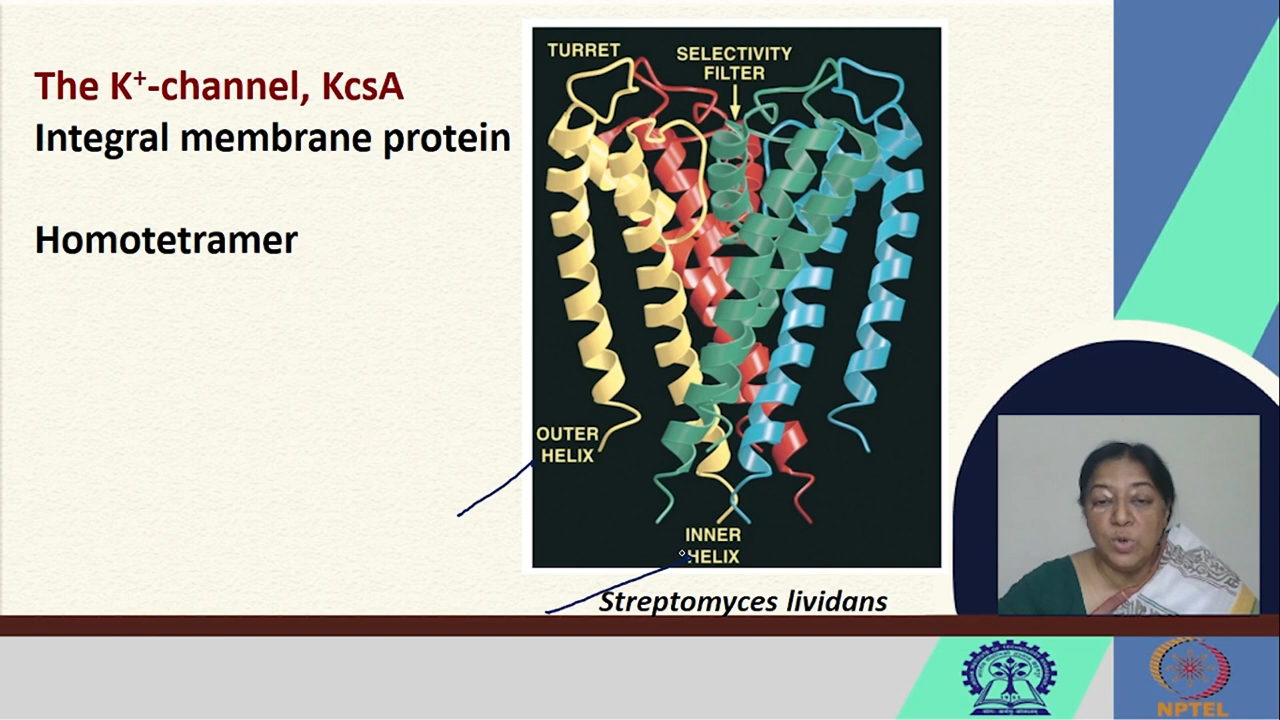 The K⁺-channel, KcsA
Integral membrane protein
Homotetramer
TURRET
SELECTIVITY
FILTER
OUTER
HELIX
INNER
HELIX
Streptomyces lividans
NPTEL